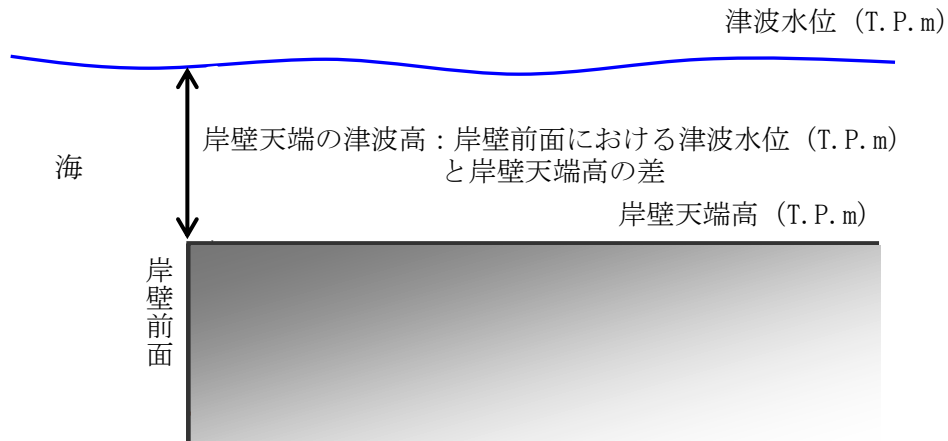 津波水位 (T.P.m)
岸壁天端の津波高：岸壁前面における津波水位 (T.P.m)
と岸壁天端高の差
海
岸壁天端高 (T.P.m)
岸壁前面